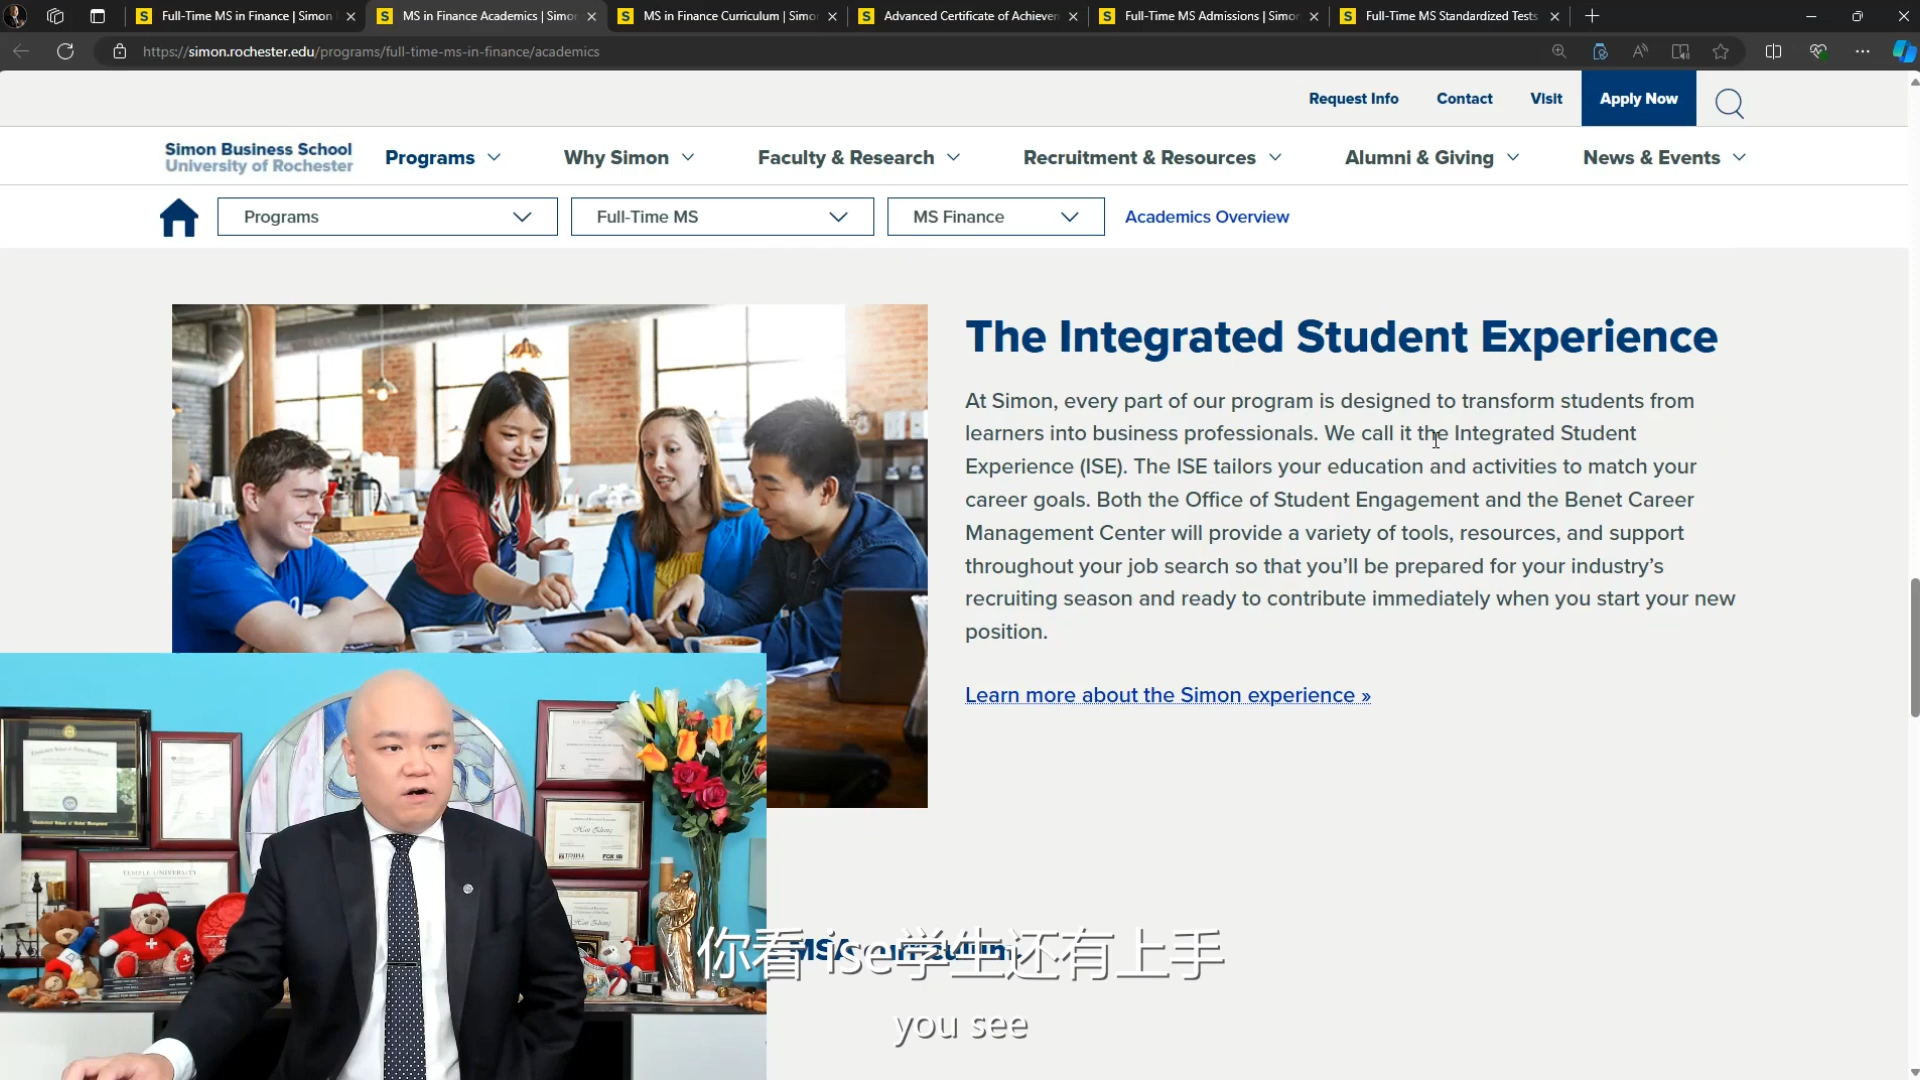 Full-Time MS in Finance | Simon
MS in Finance Academics | Simo
MS in Finance Curriculum | Simo
Advanced Certificate of Achieve
Full-Time MS Admissions | Simo
Full-Time MS Standardized Tests
https://simon.rochester.edu/programs/full-time-ms-in-finance/academics
Request Info
Contact
Visit
Apply Now
Simon Business School
University of Rochester
Programs
Why Simon
Faculty & Research
Recruitment & Resources
Alumni & Giving
News & Events
Programs
Full-Time MS
MS Finance
Academics Overview
The Integrated Student Experience
At Simon, every part of our program is designed to transform students from
learners into business professionals. We call it the Integrated Student
Experience (ISE). The ISE tailors your education and activities to match your
career goals. Both the Office of Student Engagement and the Benet Career
Management Center will provide a variety of tools, resources, and support
throughout your job search so that you’ll be prepared for your industry’s
recruiting season and ready to contribute immediately when you start your new
position.
Learn more about the Simon experience »
TEMPLE UNIVERSITY
MSA curriculum
你看 ise学生还有上手
you see